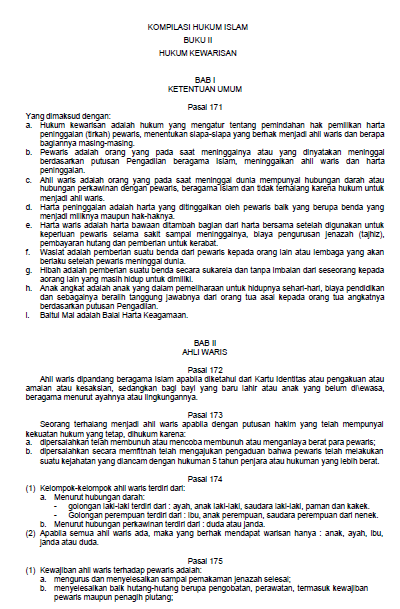 KOMPILASI HUKUM ISLAM
BUKU II
HUKUM KEWARISAN
BAB I
KETENTUAN UMUM
Pasal 171
Yang dimaksud dengan:
a. Hukum kewarisan adalah hukum yang mengatur tentang pemindahan hak pemilikan harta
peninggalan (tirkah) pewaris, menentukan siapa-siapa yang berhak menjadi ahli waris dan berapa
bagiannya masing-masing.
b. Pewaris adalah orang yang pada saat meninggalnya atau yang dinyatakan meninggal
berdasarkan putusan Pengadilan beragama Islam, meninggalkan ahli waris dan harta
peninggalan.
c. Ahli waris adalah orang yang pada saat meninggal dunia mempunyai hubungan darah atau
hubungan perkawinan dengan pewaris, beragama Islam dan tidak terhalang karena hukum untuk
menjadi ahli waris.
d. Harta peninggalan adalah harta yang ditinggalkan oleh pewaris baik yang berupa benda yang
menjadi miliknya maupun hak-haknya.
e. Harta waris adalah harta bawaan ditambah bagian dari harta bersama setelah digunakan untuk
keperluan pewaris selama sakit sampai meninggalnya, biaya pengurusan jenazah (tajhiz),
pembayaran hutang dan pemberian untuk kerabat.
f. Wasiat adalah pemberian suatu benda dari pewaris kepada orang lain atau lembaga yang akan
berlaku setelah pewaris meninggal dunia.
g. Hibah adalah pemberian suatu benda secara sukarela dan tanpa imbalan dari seseorang kepada
aorang lain yang masih hidup untuk dimiliki.
h. Anak angkat adalah anak yang dalam pemeliharaan untuk hidupnya sehari-hari, biaya pendidikan
dan sebagainya beralih tanggung jawabnya dari orang tua asal kepada orang tua angkatnya
berdasarkan putusan Pengadilan.
i. Baitul Mal adalah Balai Harta Keagamaan.
BAB II
AHLI WARIS
Pasal 172
Ahli waris dipandang beragama Islam apabila diketahui dari Kartu Identitas atau pengakuan atau
amalan atau kesaksian, sedangkan bagi bayi yang baru lahir atau anak yang belum dewasa,
beragama menurut ayahnya atau lingkungannya.
Pasal 173
Seorang terhalang menjadi ahli waris apabila dengan putusan hakim yang telah mempunyai
kekuatan hukum yang tetap, dihukum karena:
a. dipersalahkan telah membunuh atau mencoba membunuh atau menganiaya berat para pewaris;
b. dipersalahkan secara memfitnah telah mengajukan pengaduan bahwa pewaris telah melakukan
suatu kejahatan yang diancam dengan hukuman 5 tahun penjara atau hukuman yang lebih berat.
Pasal 174
(1) Kelompok-kelompok ahli waris terdiri dari:
a. Menurut hubungan darah:
- golongan laki-laki terdiri dari : ayah, anak laki-laki, saudara laki-laki, paman dan kakek.
- Golongan perempuan terdiri dari : ibu, anak perempuan, saudara perempuan dari nenek.
b. Menurut hubungan perkawinan terdiri dari : duda atau janda.
(2) Apabila semua ahli waris ada, maka yang berhak mendapat warisan hanya : anak, ayah, ibu,
janda atau duda.
Pasal 175
(1) Kewajiban ahli waris terhadap pewaris adalah:
a. mengurus dan menyelesaikan sampai pemakaman jenazah selesai;
b. menyelesaikan baik hutang-hutang berupa pengobatan, perawatan, termasuk kewajiban
pewaris maupun penagih piutang;